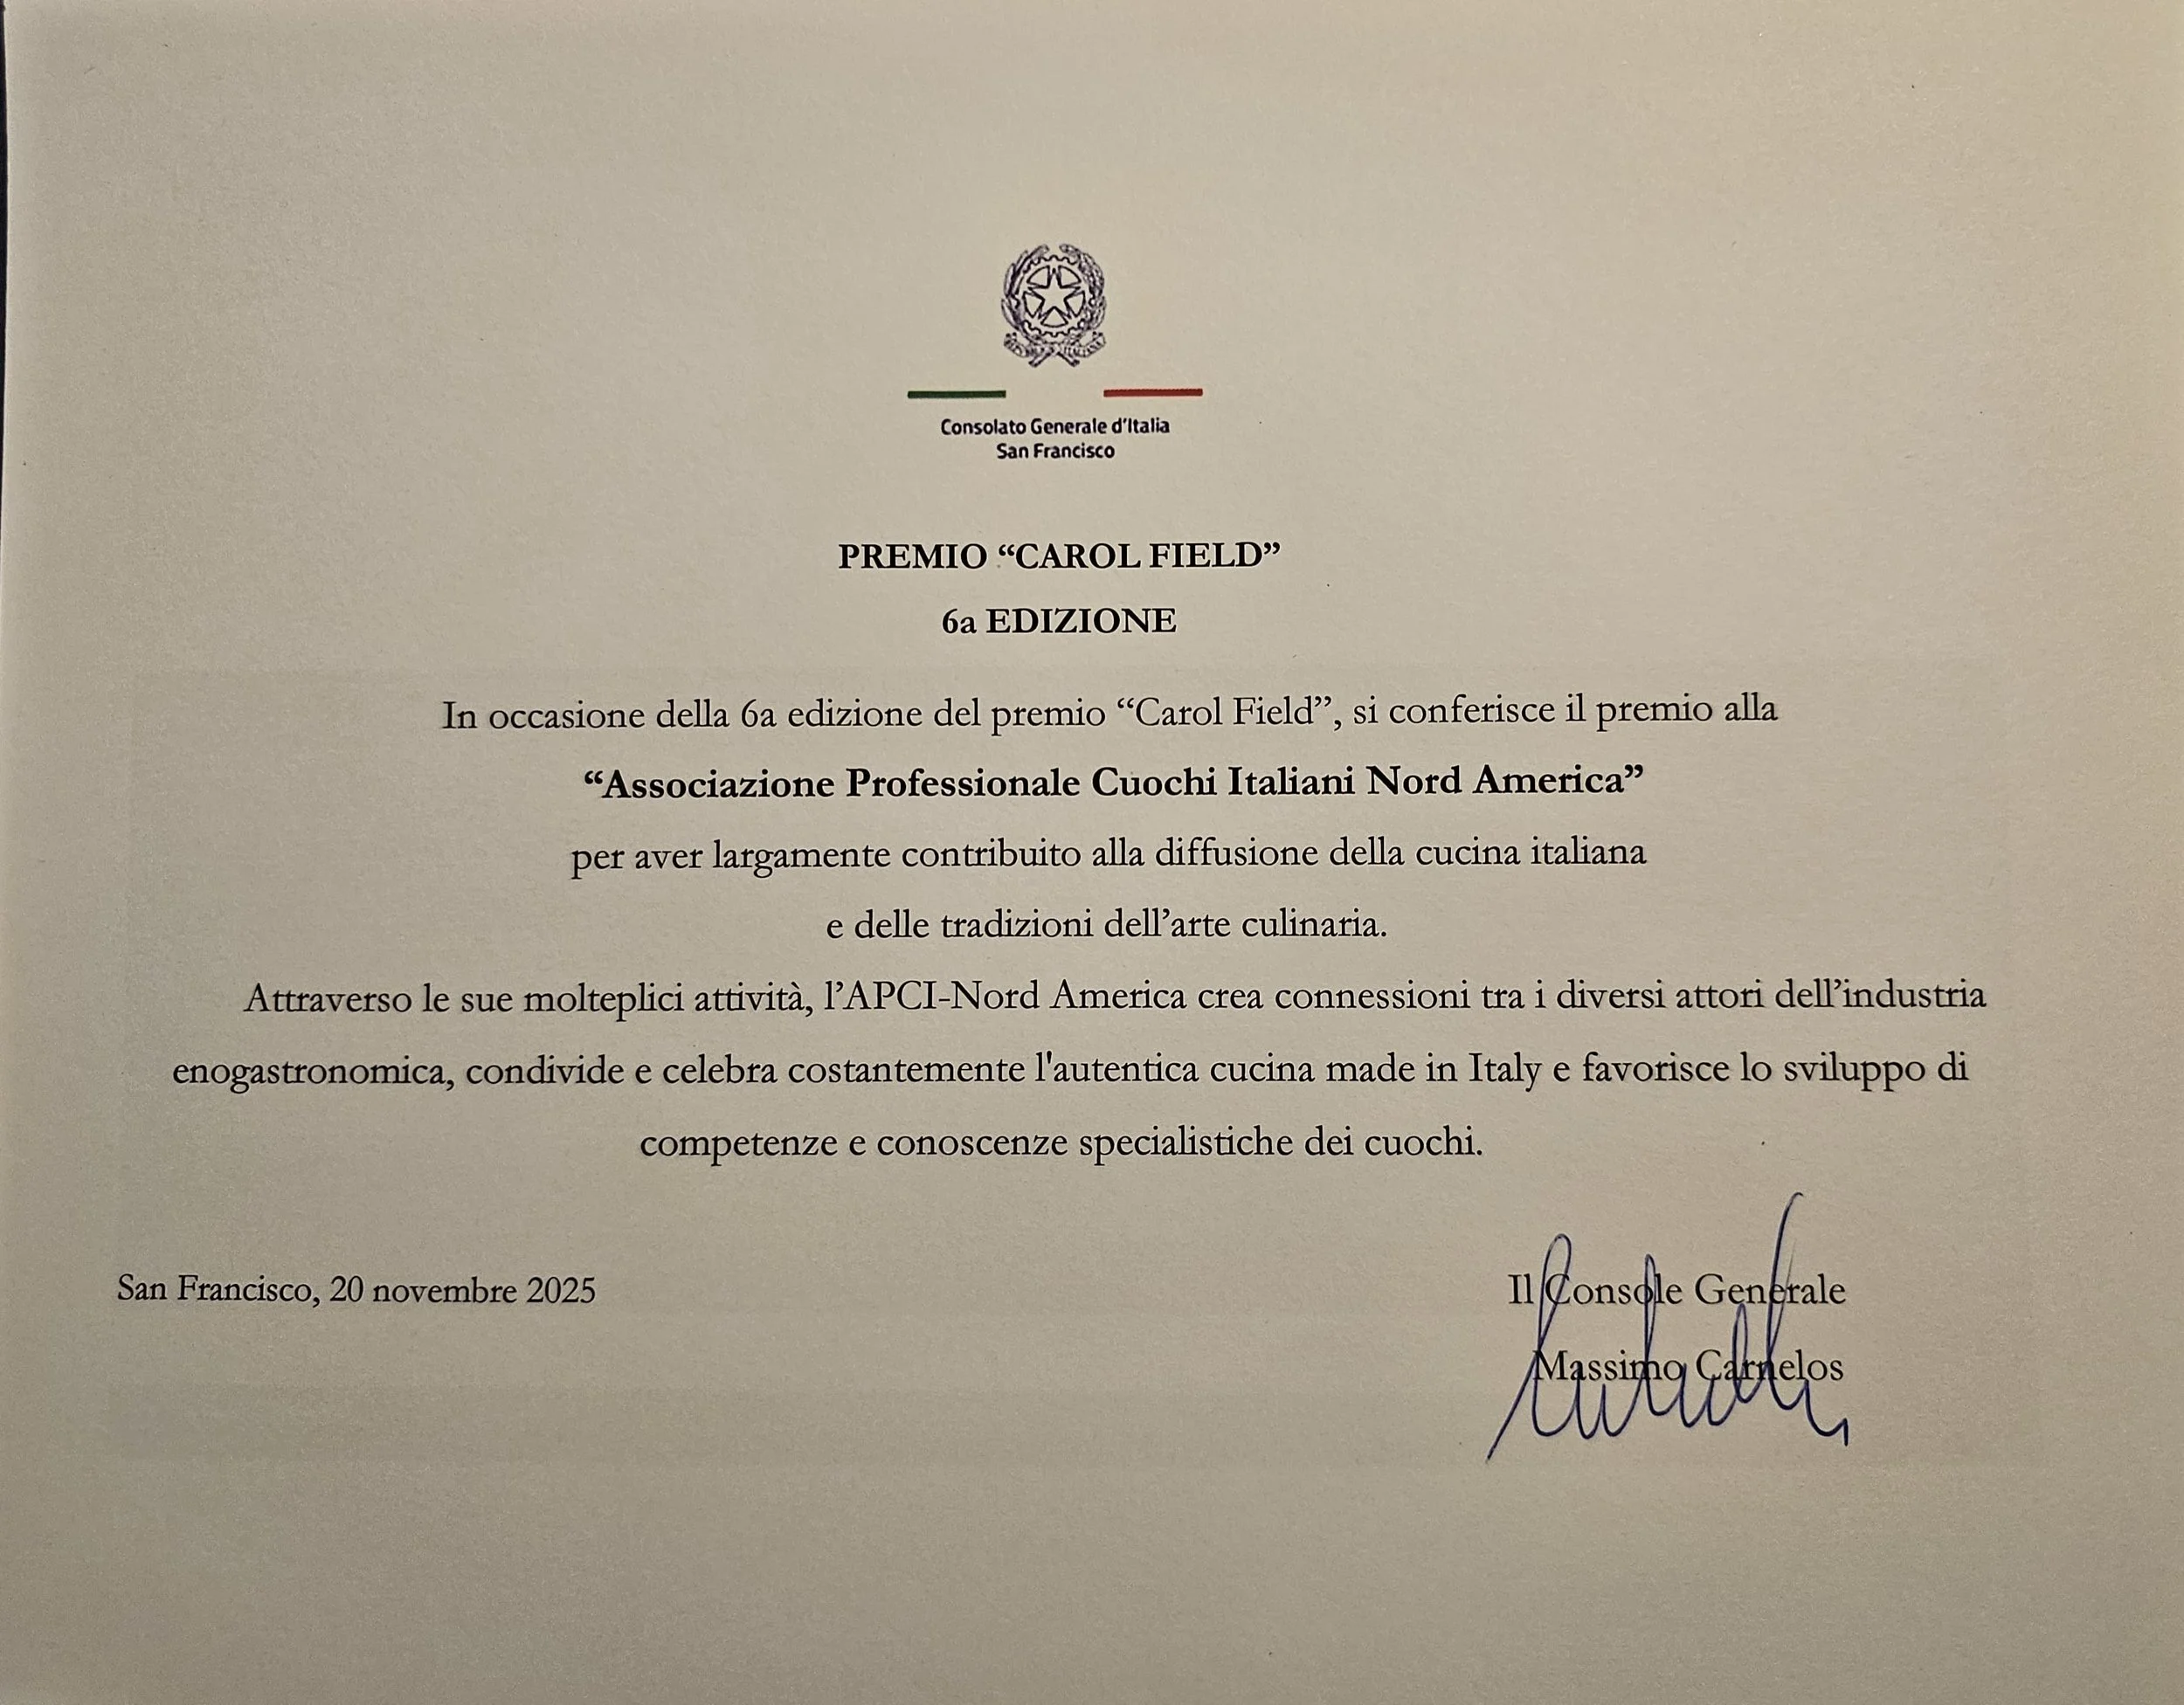 Consolato Generale d'Italia
San Francisco
PREMIO “CAROL FIELD”
6a EDIZIONE
In occasione della 6a edizione del premio “Carol Field”, si conferisce il premio alla
“Associazione Professionale Cuochi Italiani Nord America”
per aver largamente contribuito alla diffusione della cucina italiana
e delle tradizioni dell’arte culinaria.
Attraverso le sue molteplici attività, l’APCI-Nord America crea connessioni tra i diversi attori dell’industria
enogastronomica, condivide e celebra costantemente l'autentica cucina made in Italy e favorisce lo sviluppo di
competenze e conoscenze specialistiche dei cuochi.
San Francisco, 20 novembre 2025
Il Console Generale
Massimo Carnelos